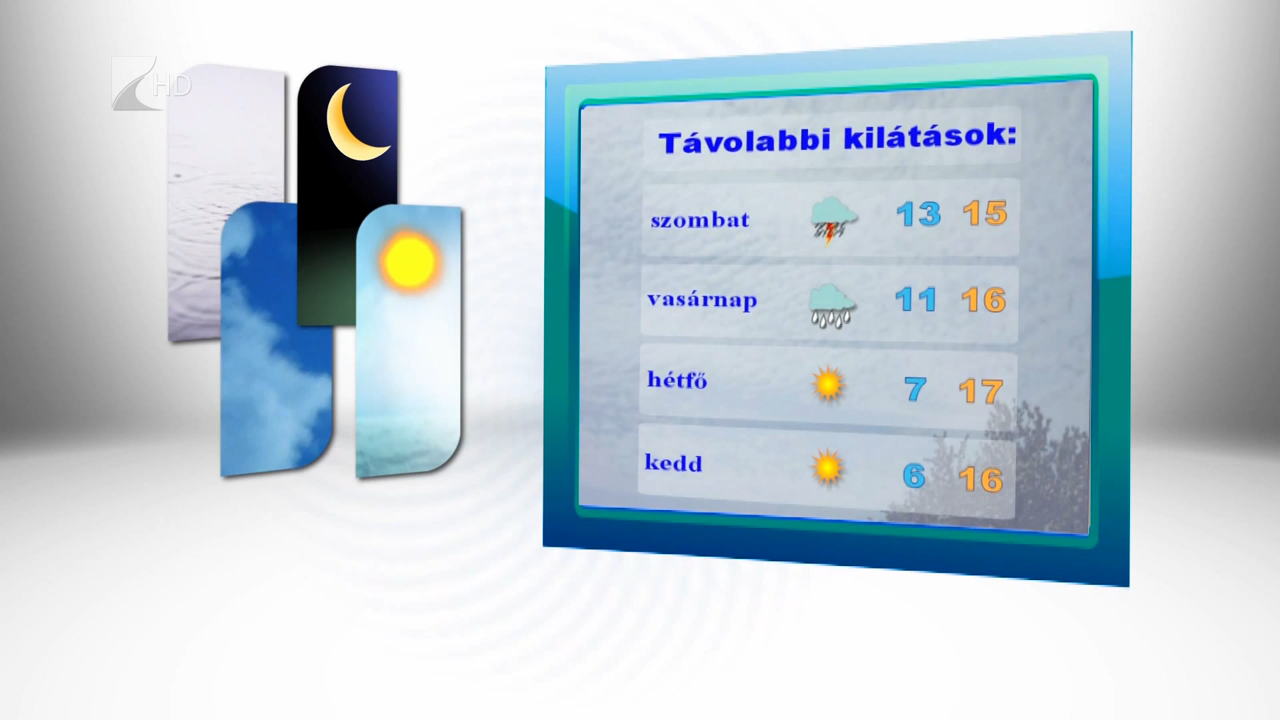 HD
Távolabbi kilátások:
szombat 13 15
vasárnap 11 16
hétfő 7 17
kedd 6 16